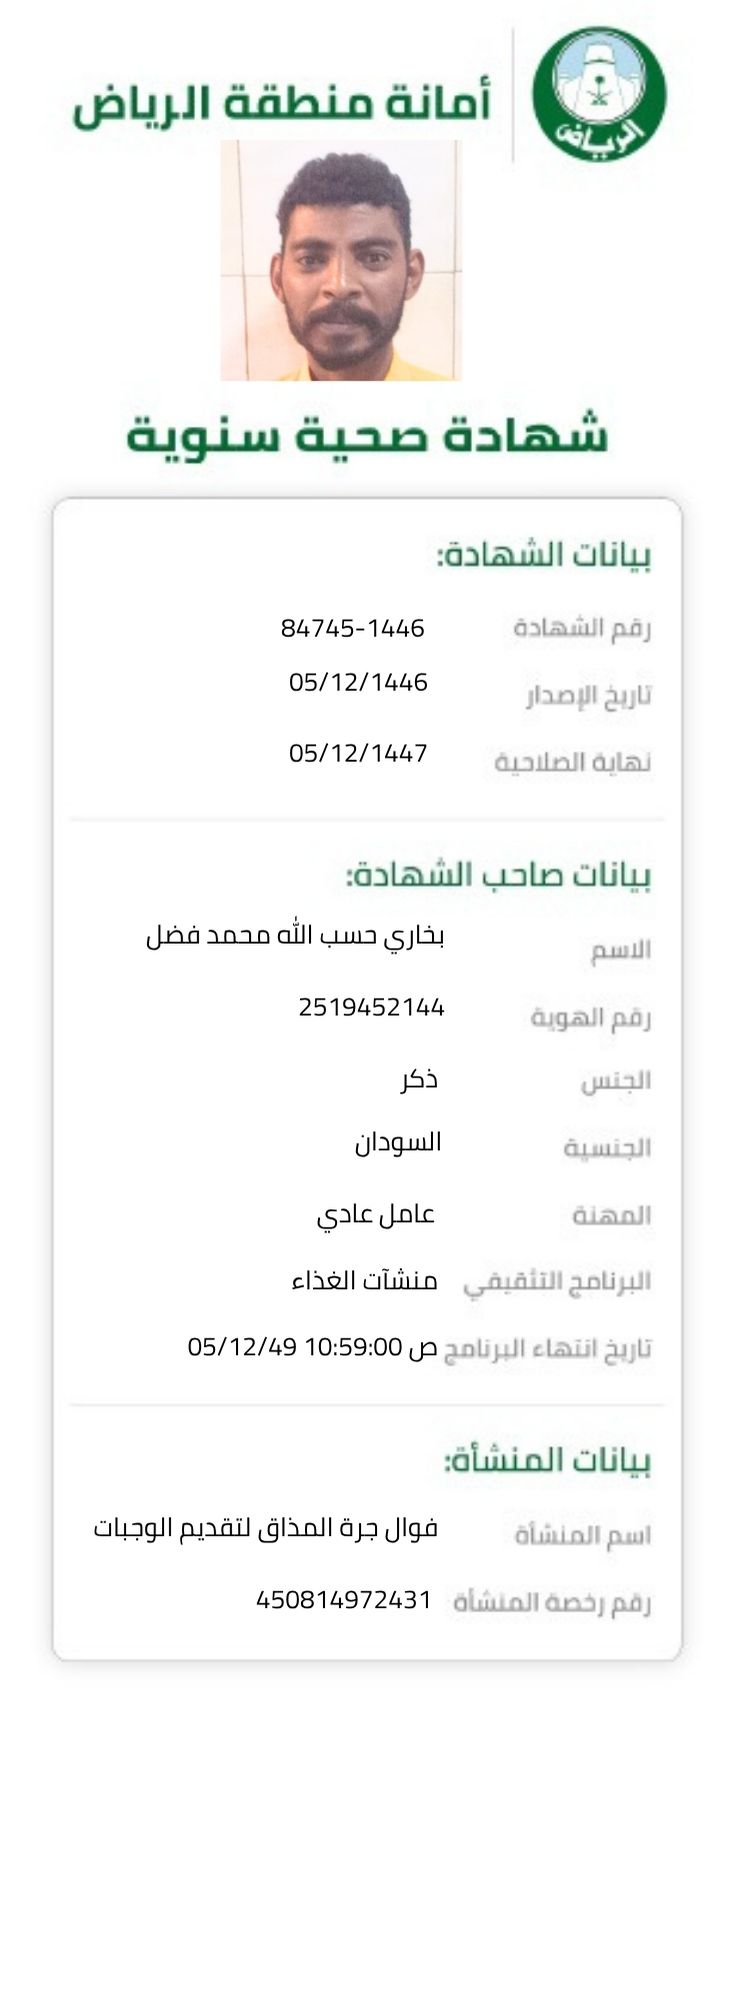 أمانة منطقة الرياض
الرياض
شهادة صحية سنوية
بيانات الشهادة:
رقم الشهادة 84745-1446
تاريخ الإصدار 05/12/1446
نهاية الصلاحية 05/12/1447
بيانات صاحب الشهادة:
الاسم بخاري حسب الله محمد فضل
رقم الهوية 2519452144
الجنس ذكر
الجنسية السودان
المهنة عامل عادي
البرنامج التثقيفي منشآت الغذاء
تاريخ انتهاء البرنامج ص 10:59:00 05/12/49
بيانات المنشأة:
اسم المنشأة فوال جرة المذاق لتقديم الوجبات
رقم رخصة المنشأة 450814972431